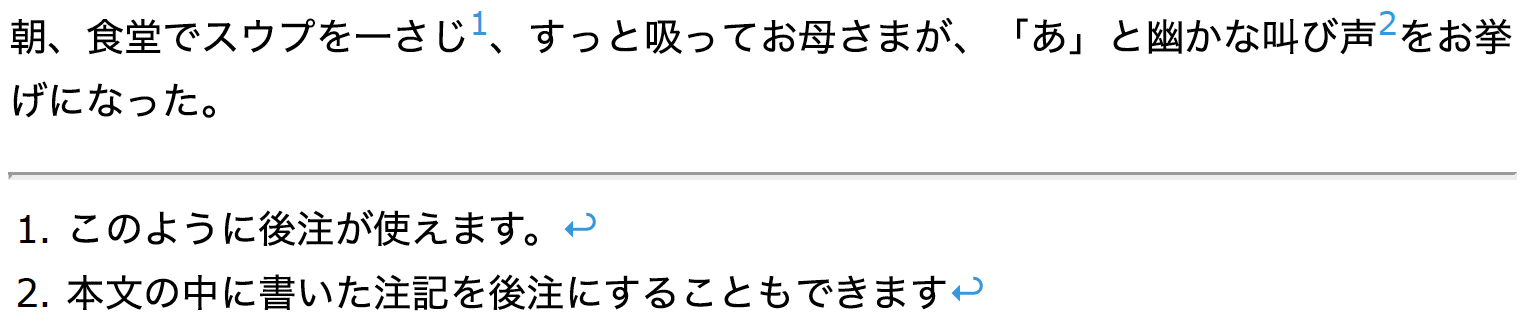 朝、食堂でスウプを一さじ1、すっと吸ってお母さまが、「あ」と幽かな叫び声2をお挙
げになった。
1. このように後注が使えます。↩
2. 本文の中に書いた注記を後注にすることもできます↩